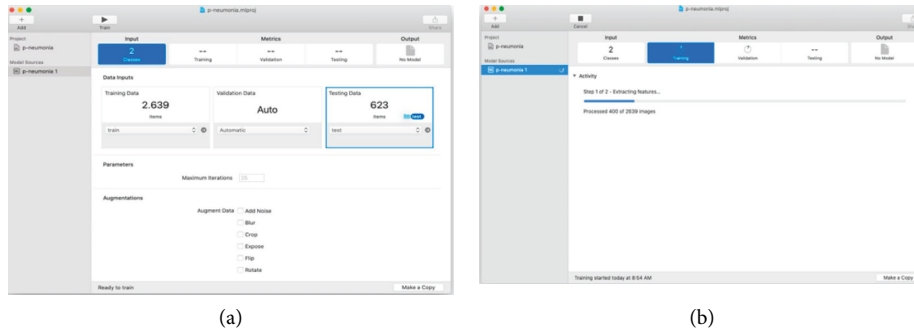 p-neumonia.mlproj
Add
Train
Share
Project
p-neumonia
Model Sources
p-neumonia 1
Input
Metrics
Output
2
Classes
--
Training
--
Validation
--
Testing
No Model
Data Inputs
Training Data
2.639
items
train
Validation Data
Auto
Automatic
Testing Data
623
items
test
test
Parameters
Maximum Iterations
25
Augmentations
Augment Data
Add Noise
Blur
Crop
Expose
Flip
Rotate
Ready to train
Make a Copy
(a)
p-neumonia.mlproj
Add
Cancel
Project
p-neumonia
Model Sources
p-neumonia 1
Input
Metrics
Output
2
Classes
Training
Validation
--
Testing
No Model
Activity
Step 1 of 2 - Extracting features...
Processed 400 of 2639 images
Training started today at 8:54 AM
Make a Copy
(b)